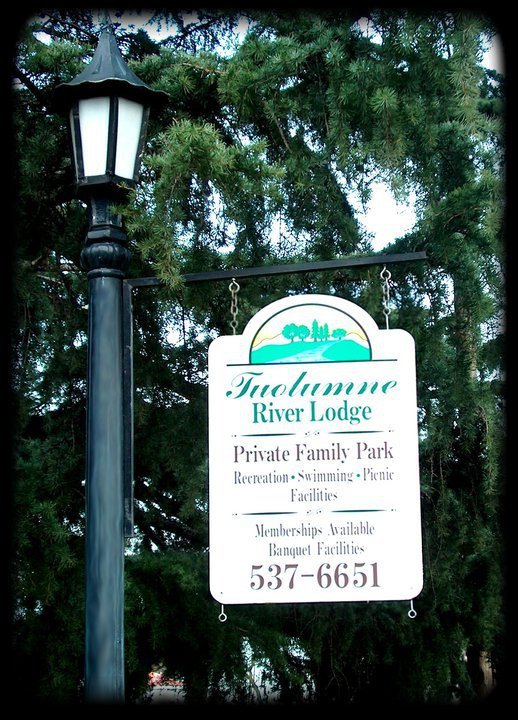 Tuolumne
River Lodge
Private Family Park
Recreation • Swimming • Picnic
Facilities
Memberships Available
Banquet Facilities
537-6651